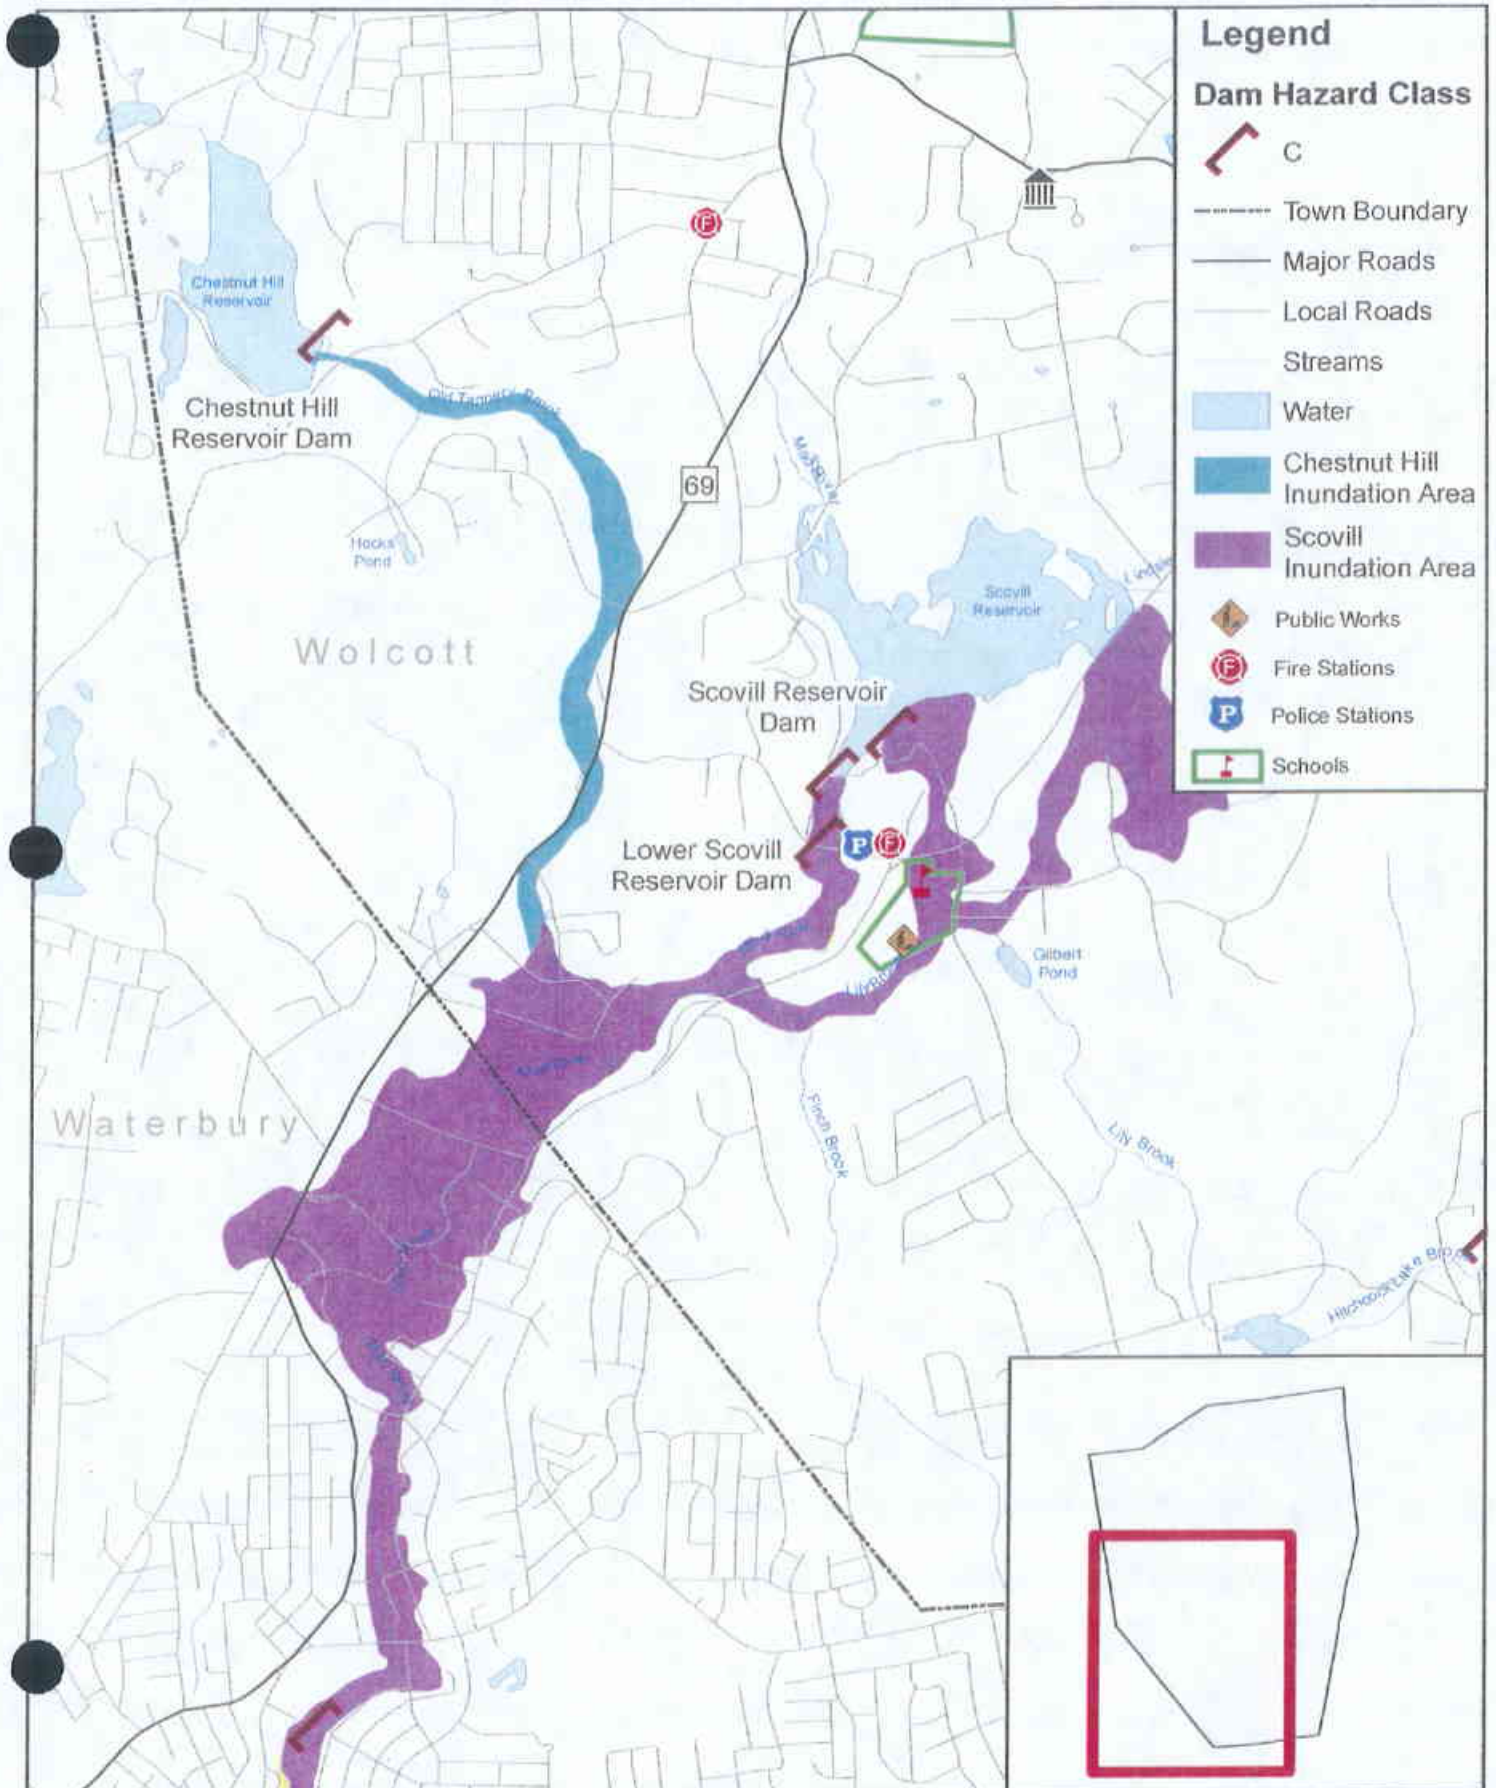 Legend
Dam Hazard Class
C
Town Boundary
Major Roads
Local Roads
Streams
Water
Chestnut Hill
Inundation Area
Scovill
Inundation Area
Public Works
F
Fire Stations
P
Police Stations
Schools
F
Chestnut Hill
Reservoir
Chestnut Hill
Reservoir Dam
69
Hocks
Pond
Wolcott
Scovill
Reservoir
Scovill Reservoir
Dam
P
F
Lower Scovill
Reservoir Dam
Gilbert
Pond
Waterbury
Finch Brook
Lily Brook